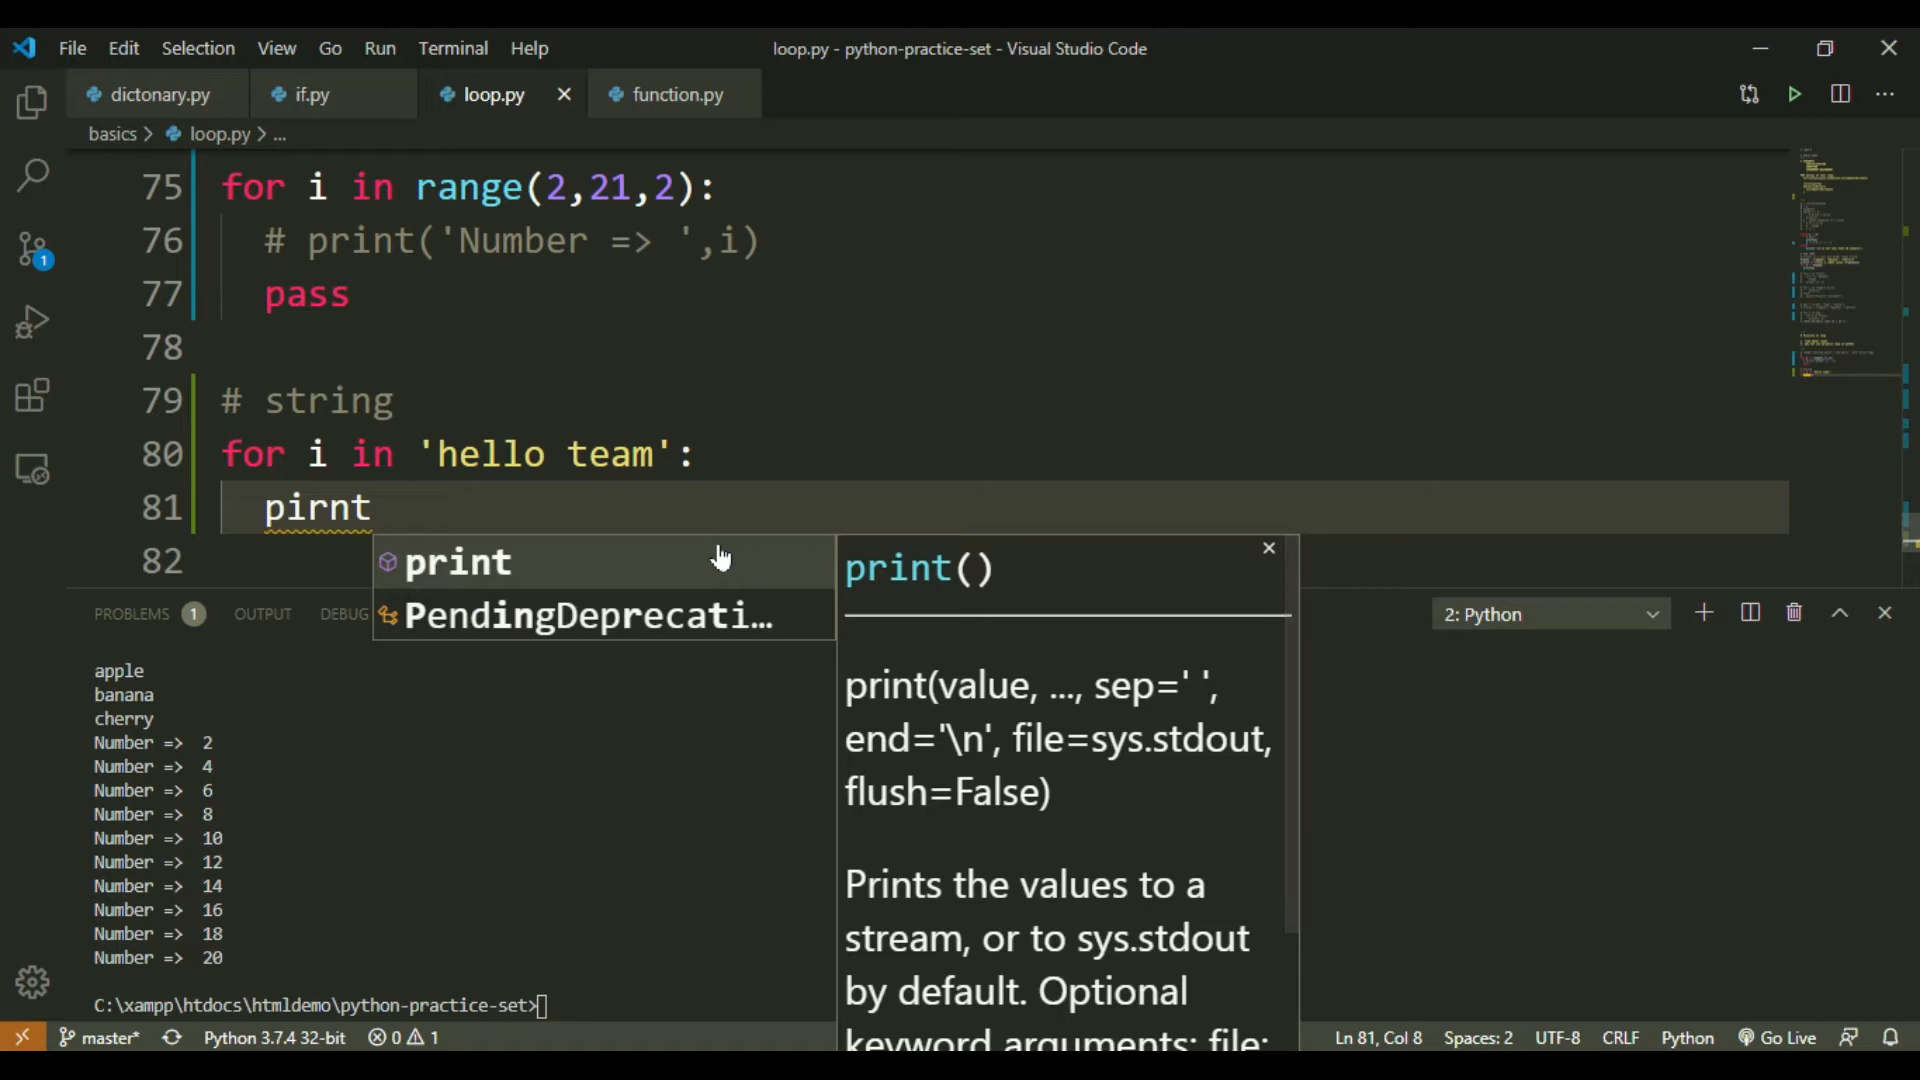 File Edit Selection View Go Run Terminal Help loop.py - python-practice-set - Visual Studio Code
dictonary.py if.py loop.py function.py
basics > loop.py > ...
75 for i in range(2,21,2):
76 # print('Number => ',i)
77 pass
78
79 # string
80 for i in 'hello team':
81 pirnt
82
print
PendingDeprecati…
print()
print(value, ..., sep=' ',
end='\n', file=sys.stdout,
flush=False)
Prints the values to a
stream, or to sys.stdout
by default. Optional
keyword arguments: file:
PROBLEMS 1 OUTPUT DEBUG 2: Python
apple
banana
cherry
Number => 2
Number => 4
Number => 6
Number => 8
Number => 10
Number => 12
Number => 14
Number => 16
Number => 18
Number => 20
C:\xampp\htdocs\htmldemo\python-practice-set>
1
master* Python 3.7.4 32-bit 0 1 Ln 81, Col 8 Spaces: 2 UTF-8 CRLF Python Go Live